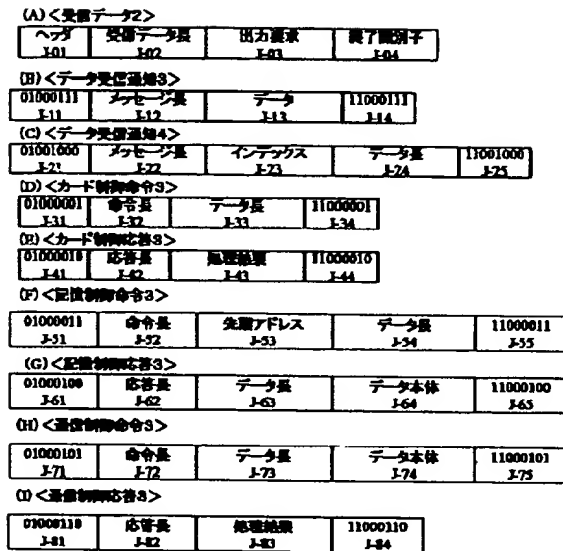 (A)<受信データ2>
ヘッダ 受信データ長 出力要求 終了識別子
J-01 J-02 J-03 J-04
(B)<データ受信通知3>
01000111 メッセージ長 データ 11000111
J-11 J-12 J-13 J-14
(C)<データ受信通知4>
01001000 メッセージ長 インデックス データ長 11001000
J-21 J-22 J-23 J-24 J-25
(D)<カード制御命令3>
01000001 命令長 データ長 11000001
J-31 J-32 J-33 J-34
(E)<カード制御応答3>
01000010 応答長 処理結果 11000010
J-41 J-42 J-43 J-44
(F)<記憶制御命令3>
01000011 命令長 先頭アドレス データ長 11000011
J-51 J-52 J-53 J-54 J-55
(G)<記憶制御応答3>
01000100 応答長 データ長 データ本体 11000100
J-61 J-62 J-63 J-64 J-65
(H)<通信制御命令3>
01000101 命令長 データ長 データ本体 11000101
J-71 J-72 J-73 J-74 J-75
(I)<通信制御応答3>
01000110 応答長 処理結果 11000110
J-81 J-82 J-83 J-84